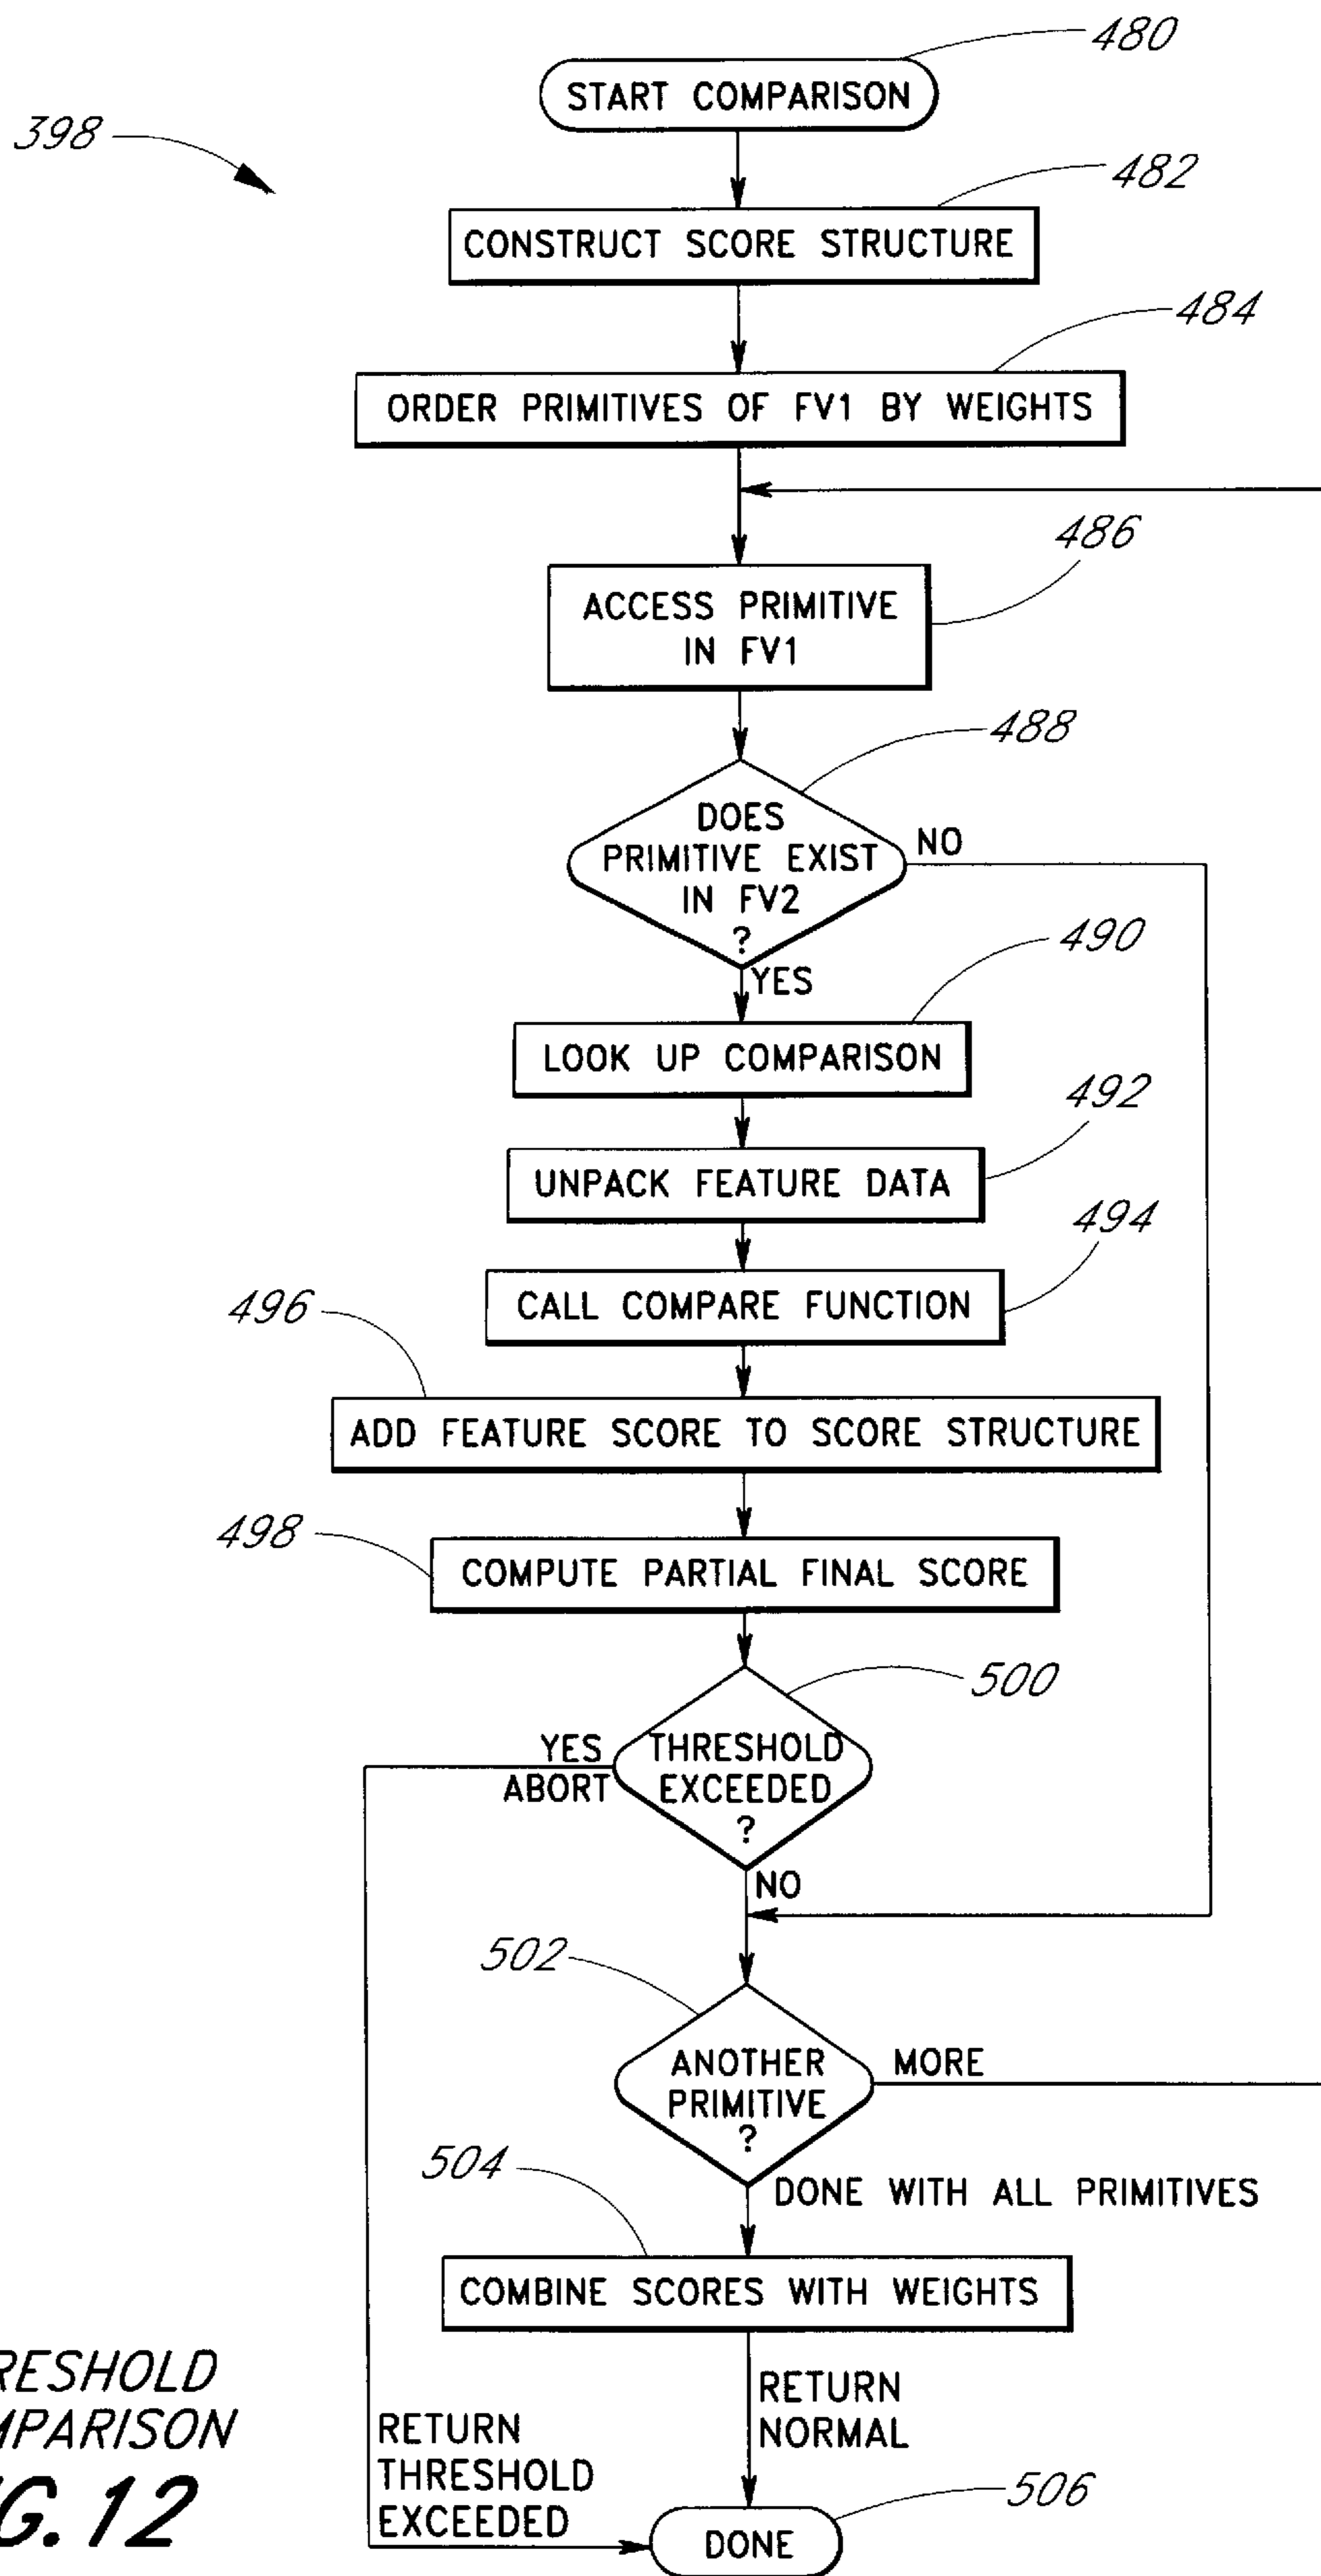 480
START COMPARISON
398
482
CONSTRUCT SCORE STRUCTURE
484
ORDER PRIMITIVES OF FV1 BY WEIGHTS
486
ACCESS PRIMITIVE
IN FV1
488
DOES
PRIMITIVE EXIST
IN FV2
?
NO
490
YES
LOOK UP COMPARISON
492
UNPACK FEATURE DATA
494
CALL COMPARE FUNCTION
496
ADD FEATURE SCORE TO SCORE STRUCTURE
498
COMPUTE PARTIAL FINAL SCORE
500
YES
ABORT
THRESHOLD
EXCEEDED
?
NO
502
ANOTHER
PRIMITIVE
?
MORE
504
DONE WITH ALL PRIMITIVES
COMBINE SCORES WITH WEIGHTS
RESHOLD
MPARISON
G. 12
RETURN
NORMAL
RETURN
THRESHOLD
EXCEEDED
506
DONE